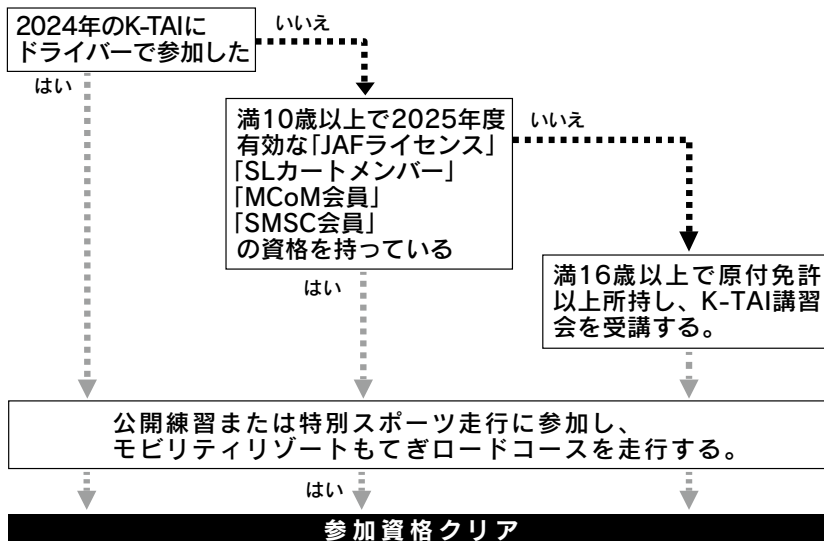 2024年のK-TAIに
ドライバーで参加した
いいえ
はい
満10歳以上で2025年度
有効な「JAFライセンス」
「SLカートメンバー」
「MCoM会員」
「SMSC会員」
の資格を持っている
いいえ
はい
満16歳以上で原付免許
以上所持し、K-TAI講習
会を受講する。
公開練習または特別スポーツ走行に参加し、
モビリティリゾートもてぎロードコースを走行する。
はい
参加資格クリア